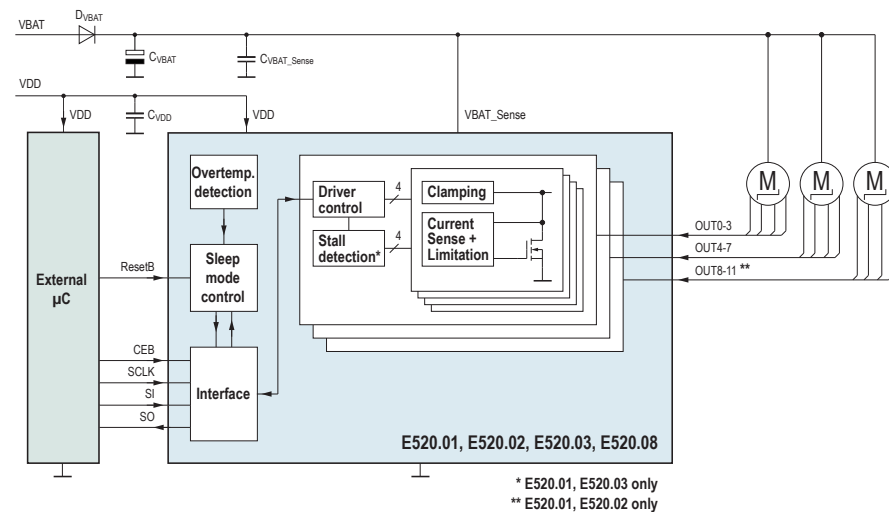 VBAT
DVBAT
CVBAT
CVBAT_Sense
VDD
VDD
CVDD
VDD
VBAT_Sense
Overtemp.
detection
Driver
control
4
Clamping
M
M
M
Stall
detection*
4
Current
Sense +
Limitation
OUT0-3
OUT4-7
OUT8-11 **
External
µC
ResetB
Sleep
mode
control
CEB
SCLK
SI
SO
Interface
E520.01, E520.02, E520.03, E520.08
* E520.01, E520.03 only
** E520.01, E520.02 only